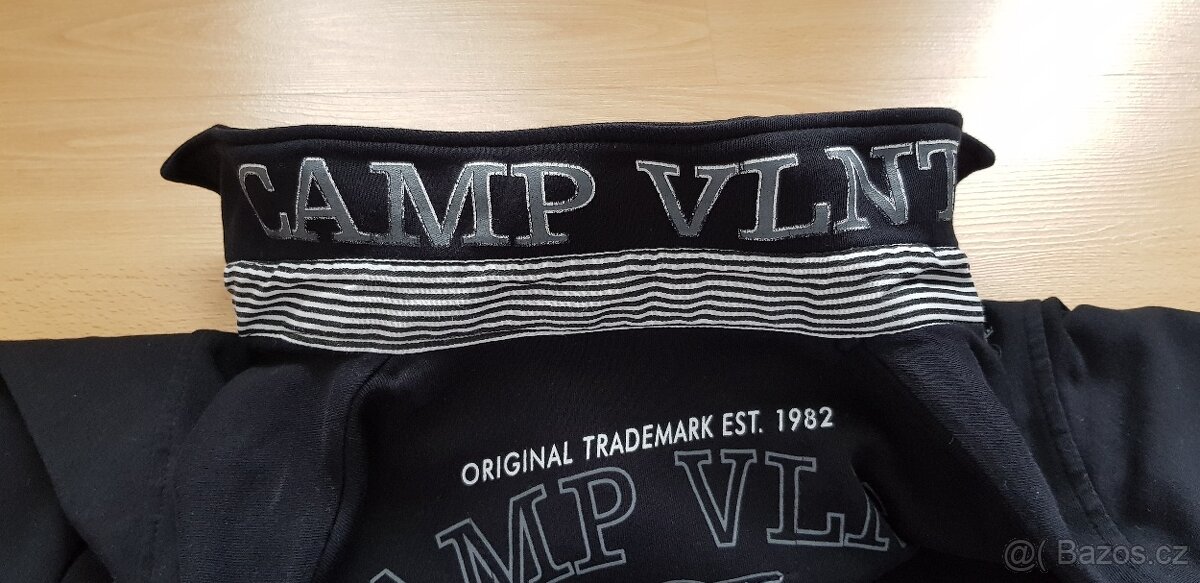 CAMP VLNT
ORIGINAL TRADEMARK EST. 1982
AMP VLN
@( Bazos.cz